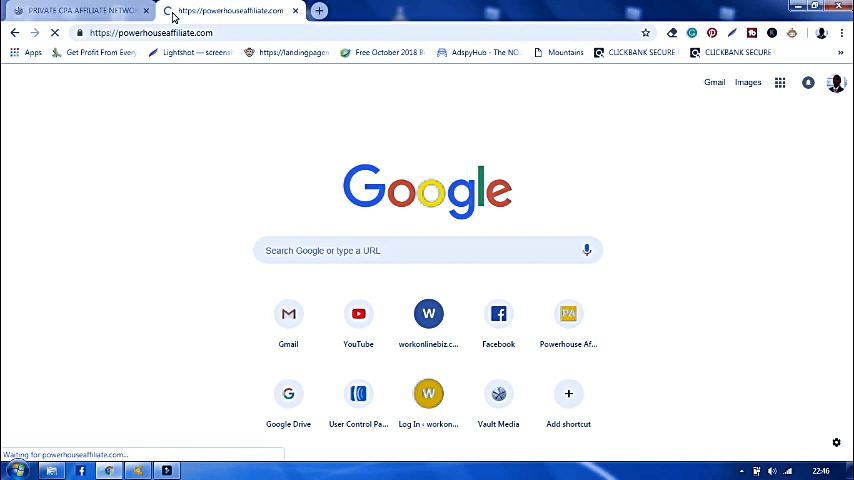 PRIVATE CPA AFFILIATE NETWOR
https://powerhouseaffiliate.com
https://powerhouseaffiliate.com
Apps
Get Profit From Every
Lightshot — screensh
https://landingpagen
Free October 2018 B
AdspyHub - The NO.
Mountains
CLICKBANK SECURE
CLICKBANK SECURE
Gmail
Images
Google
Search Google or type a URL
W
PA
Gmail
YouTube
workonlinebiz.c...
Facebook
Powerhouse Af...
W
Google Drive
User Control Pa...
Log In ‹ workon...
Vault Media
Add shortcut
Waiting for powerhouseaffiliate.com...
22:46